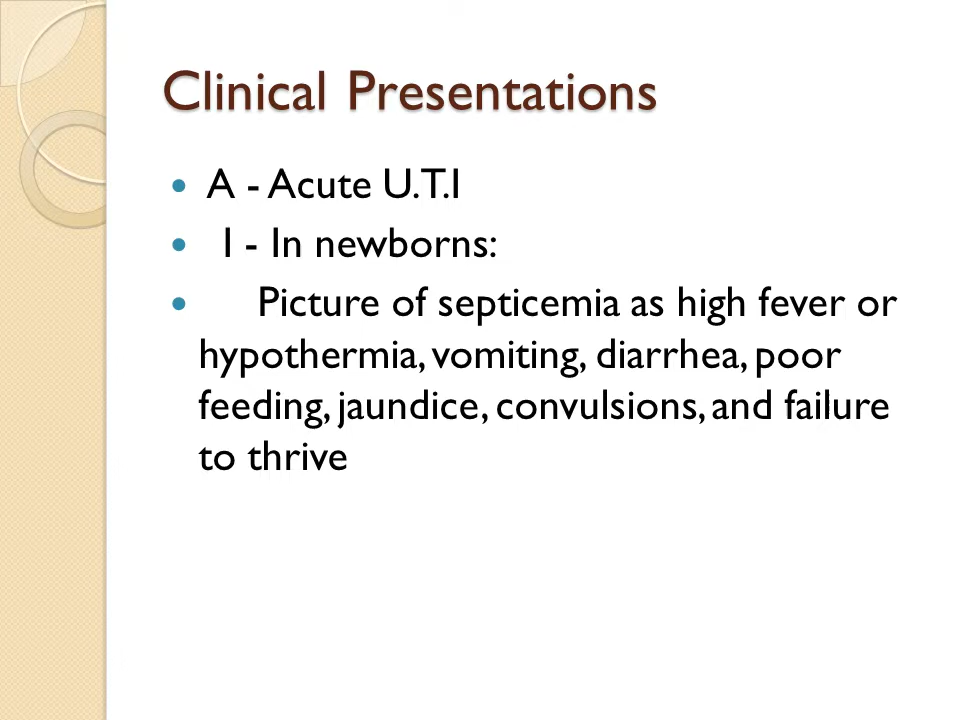 Clinical Presentations
A - Acute U.T.I
I - In newborns:
Picture of septicemia as high fever or
hypothermia, vomiting, diarrhea, poor
feeding, jaundice, convulsions, and failure
to thrive